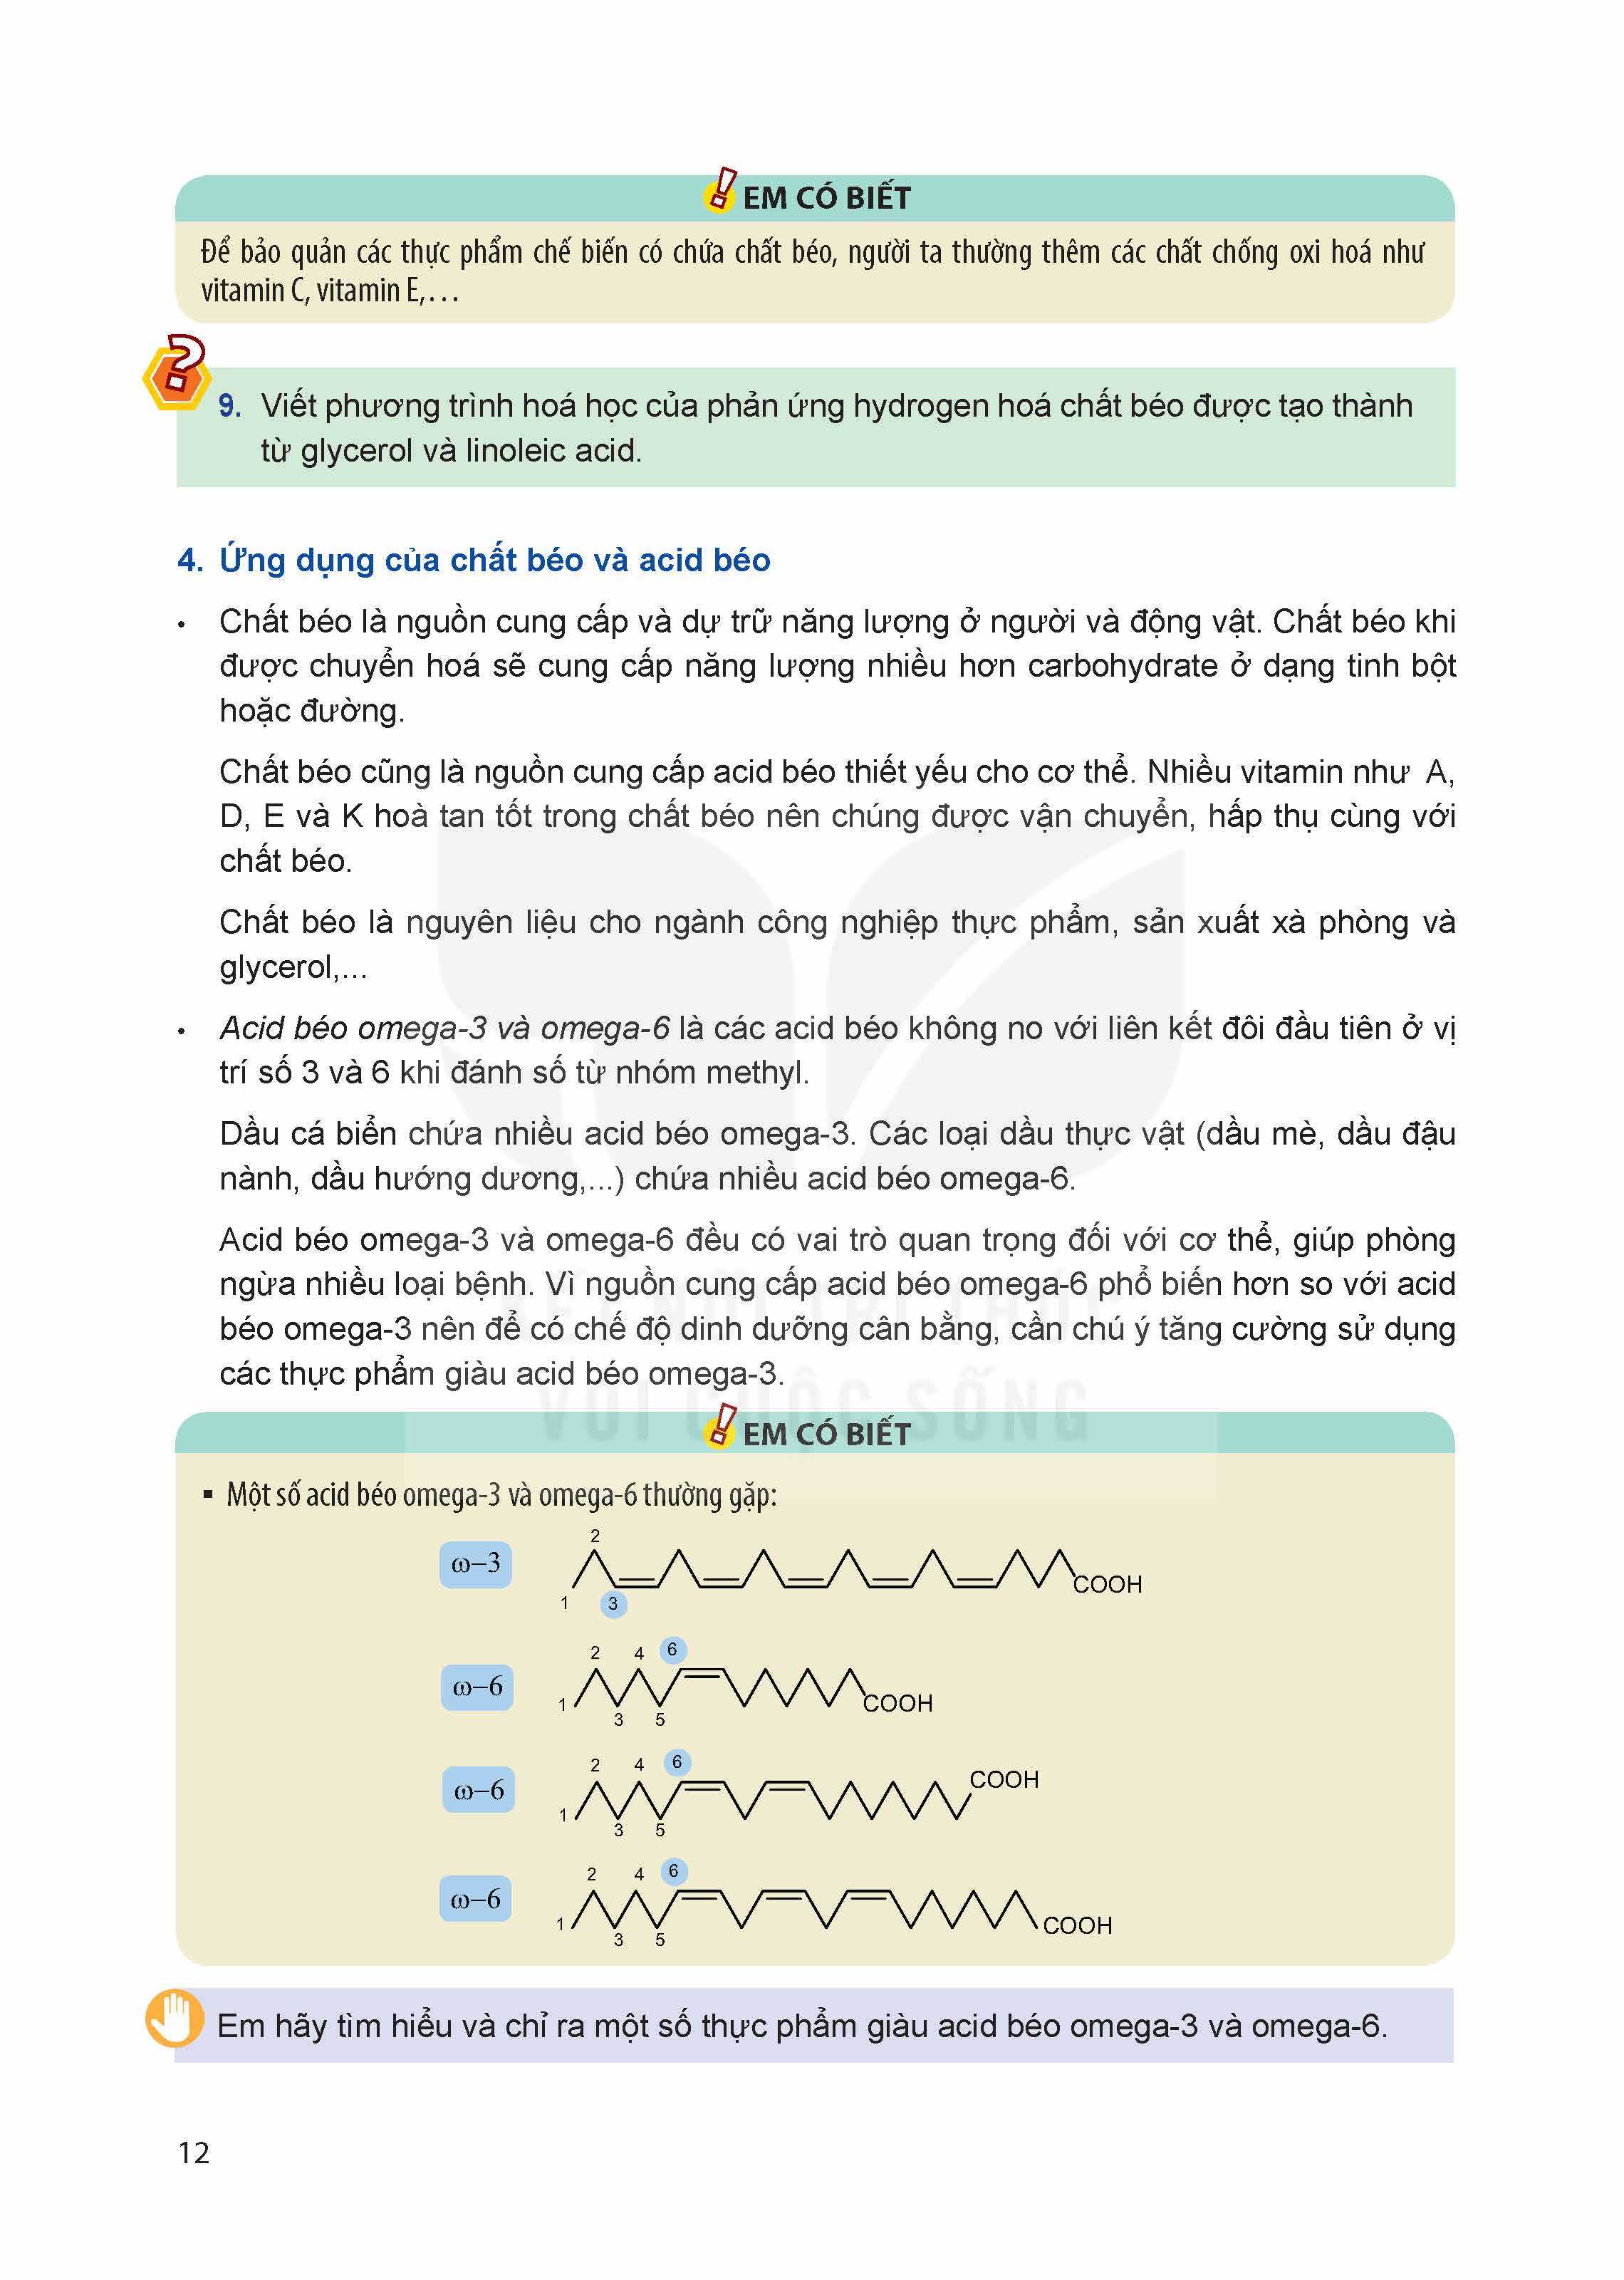 EM CÓ BIẾT
Để bảo quản các thực phẩm chế biến có chứa chất béo, người ta thường thêm các chất chống oxi hoá như
vitamin C, vitamin E,...
9. Viết phương trình hoá học của phản ứng hydrogen hoá chất béo được tạo thành
từ glycerol và linoleic acid.
4. Ứng dụng của chất béo và acid béo
• Chất béo là nguồn cung cấp và dự trữ năng lượng ở người và động vật. Chất béo khi
được chuyển hoá sẽ cung cấp năng lượng nhiều hơn carbohydrate ở dạng tinh bột
hoặc đường.
Chất béo cũng là nguồn cung cấp acid béo thiết yếu cho cơ thể. Nhiều vitamin như A,
D, E và K hoà tan tốt trong chất béo nên chúng được vận chuyển, hấp thụ cùng với
chất béo.
Chất béo là nguyên liệu cho ngành công nghiệp thực phẩm, sản xuất xà phòng và
glycerol,...
• Acid béo omega-3 và omega-6 là các acid béo không no với liên kết đôi đầu tiên ở vị
trí số 3 và 6 khi đánh số từ nhóm methyl.
Dầu cá biển chứa nhiều acid béo omega-3. Các loại dầu thực vật (dầu mè, dầu đậu
nành, dầu hướng dương,...) chứa nhiều acid béo omega-6.
Acid béo omega-3 và omega-6 đều có vai trò quan trọng đối với cơ thể, giúp phòng
ngừa nhiều loại bệnh. Vì nguồn cung cấp acid béo omega-6 phổ biến hơn so với acid
béo omega-3 nên để có chế độ dinh dưỡng cân bằng, cần chú ý tăng cường sử dụng
các thực phẩm giàu acid béo omega-3.
KẾT NỐI TRI THỨC
VỚI CUỘC SỐNG
EM CÓ BIẾT
▪ Một số acid béo omega-3 và omega-6 thường gặp:
2
ω–3
COOH
1 3
2 4 6
ω–6
1
COOH
3 5
2 4 6
COOH
ω–6
1
3 5
2 4 6
ω–6
1
COOH
3 5
Em hãy tìm hiểu và chỉ ra một số thực phẩm giàu acid béo omega-3 và omega-6.
12